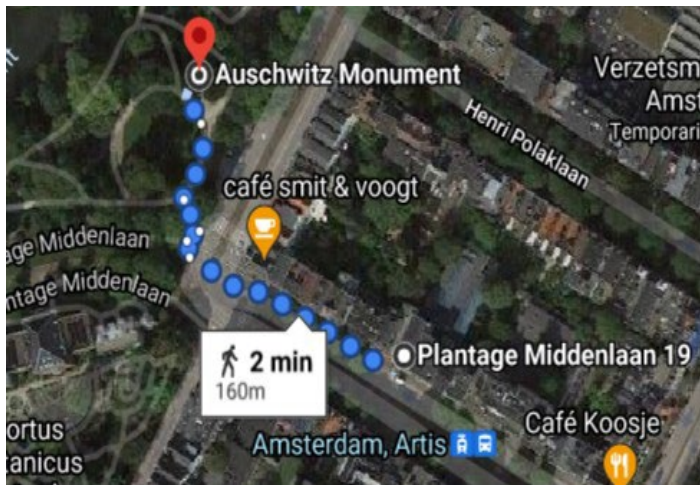 Auschwitz Monument
Verzetsm
Amst
Temporari
Henri Polaklaan
café smit & voogt
age Middenlaan
ntage Middenlaan
2 min
160m
Plantage Middenlaan 19
Café Koosje
Amsterdam, Artis
ortus
tanicus